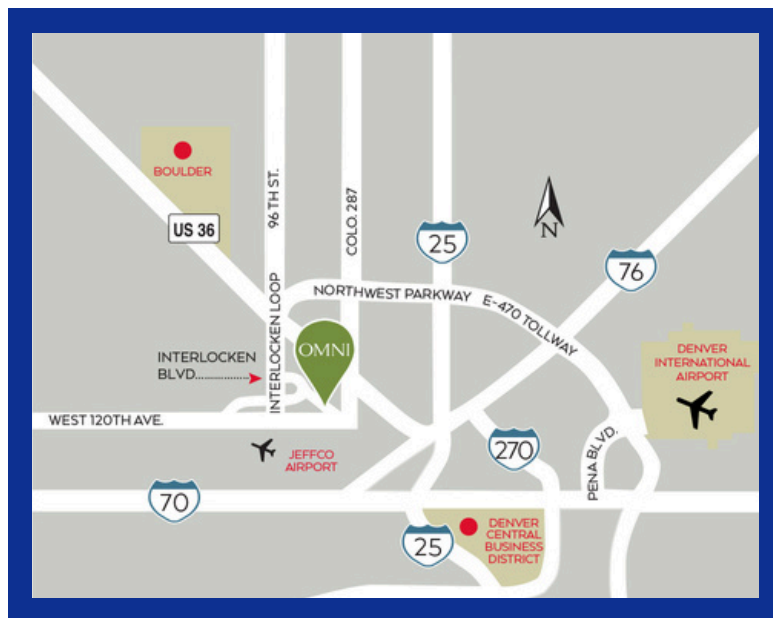 BOULDER
US 36
96 TH ST.
COLO. 287
25
N
76
NORTHWEST PARKWAY
E-470 TOLLWAY
INTERLOCKEN LOOP
OMNI
INTERLOCKEN
BLVD................
DENVER
INTERNATIONAL
AIRPORT
WEST 120TH AVE.
JEFFCO
AIRPORT
270
PENA BLVD.
70
25
DENVER
CENTRAL
BUSINESS
DISTRICT